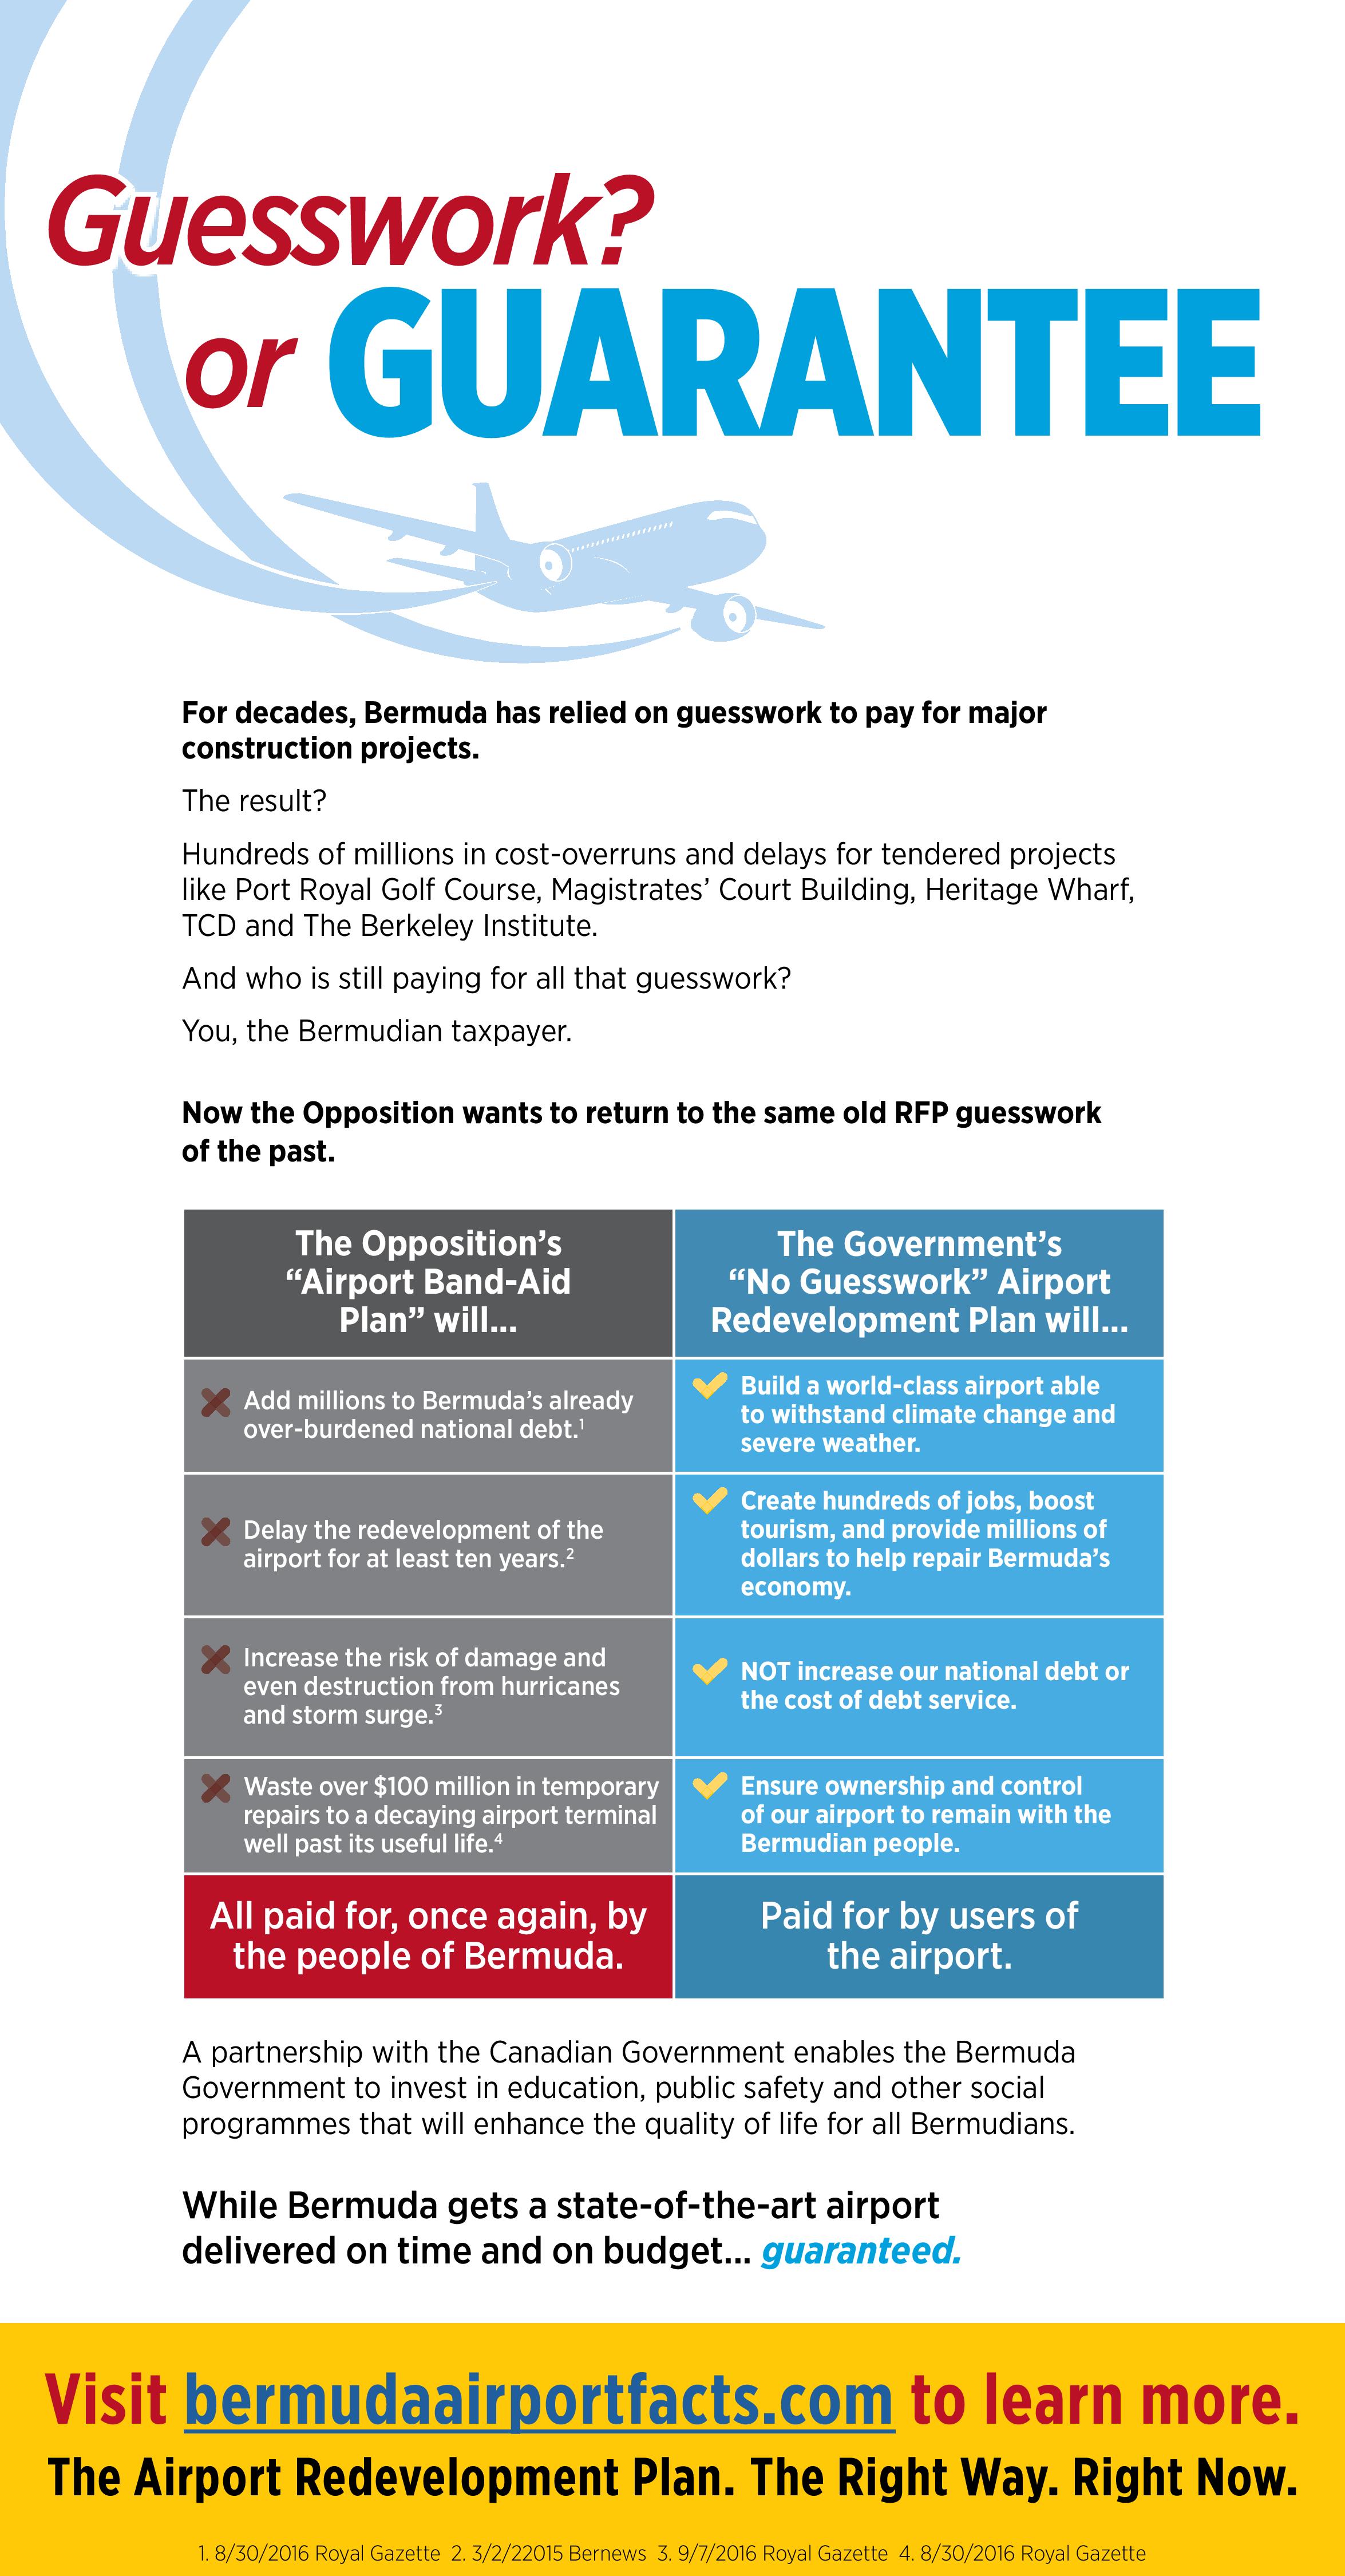 Guesswork?
or GUARANTEE
For decades, Bermuda has relied on guesswork to pay for major
construction projects.
The result?
Hundreds of millions in cost-overruns and delays for tendered projects
like Port Royal Golf Course, Magistrates’ Court Building, Heritage Wharf,
TCD and The Berkeley Institute.
And who is still paying for all that guesswork?
You, the Bermudian taxpayer.
Now the Opposition wants to return to the same old RFP guesswork
of the past.
The Opposition’s
“Airport Band-Aid
Plan” will...
Add millions to Bermuda’s already
over-burdened national debt.¹
Delay the redevelopment of the
airport for at least ten years.²
Increase the risk of damage and
even destruction from hurricanes
and storm surge.³
Waste over $100 million in temporary
repairs to a decaying airport terminal
well past its useful life.⁴
All paid for, once again, by
the people of Bermuda.
The Government’s
“No Guesswork” Airport
Redevelopment Plan will...
Build a world-class airport able
to withstand climate change and
severe weather.
Create hundreds of jobs, boost
tourism, and provide millions of
dollars to help repair Bermuda’s
economy.
NOT increase our national debt or
the cost of debt service.
Ensure ownership and control
of our airport to remain with the
Bermudian people.
Paid for by users of
the airport.
A partnership with the Canadian Government enables the Bermuda
Government to invest in education, public safety and other social
programmes that will enhance the quality of life for all Bermudians.
While Bermuda gets a state-of-the-art airport
delivered on time and on budget... guaranteed.
Visit bermudaairportfacts.com to learn more.
The Airport Redevelopment Plan. The Right Way. Right Now.
1. 8/30/2016 Royal Gazette 2. 3/2/22015 Bernews 3. 9/7/2016 Royal Gazette 4. 8/30/2016 Royal Gazette